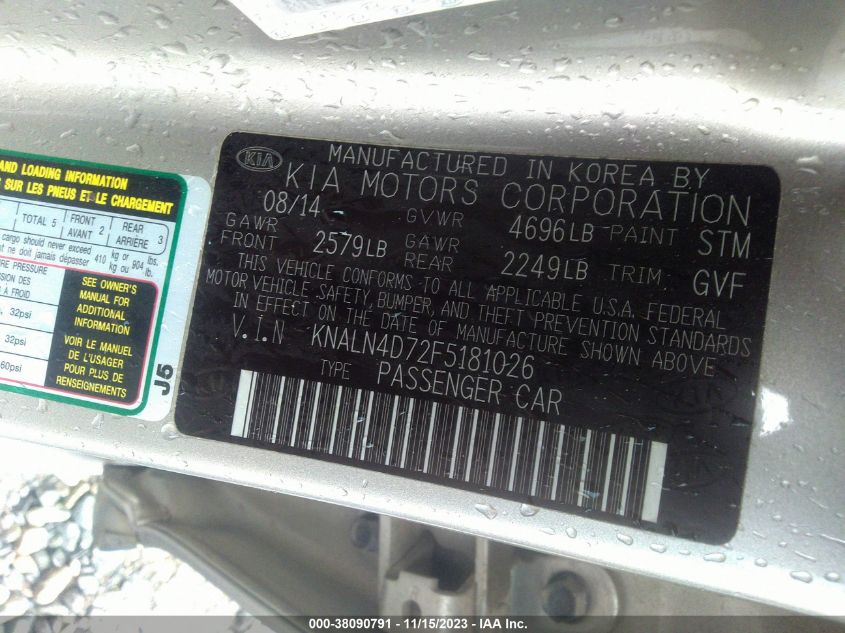 AND LOADING INFORMATION
SUR LES PNEUS ET LE CHARGEMENT
TOTAL 5 FRONT AVANT 2 REAR ARRIÈRE 3
cargo should never exceed 410 kg or 904 lbs.
ne doit jamais dépasser kg ou lb.
PRESSURE
DES
A FROID
32psi
32psi
60psi
SEE OWNER'S
MANUAL FOR
ADDITIONAL
INFORMATION
VOIR LE MANUEL
DE L'USAGER
POUR PLUS DE
RENSEIGNEMENTS
J5
KIA
MANUFACTURED IN KOREA BY
KIA MOTORS CORPORATION
08/14 GVWR 4696LB PAINT STM
GAWR FRONT 2579LB GAWR REAR 2249LB TRIM GVF
THIS VEHICLE CONFORMS TO ALL APPLICABLE U.S.A. FEDERAL
MOTOR VEHICLE SAFETY, BUMPER, AND THEFT PREVENTION STANDARDS
IN EFFECT ON THE DATE OF MANUFACTURE SHOWN ABOVE
V.I.N KNALN4D72F5181026
TYPE PASSENGER CAR
000-38090791 - 11/15/2023 - IAA Inc.